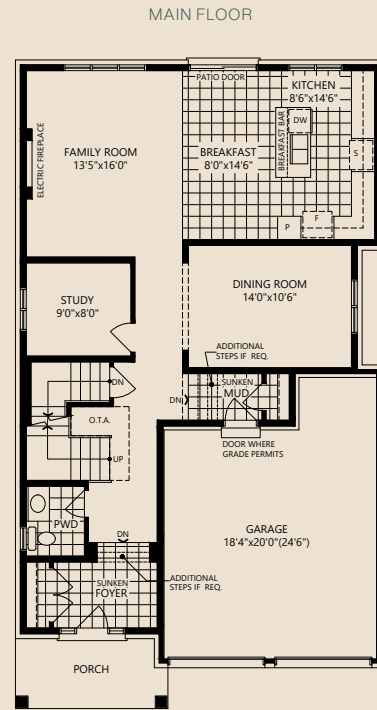 MAIN FLOOR
PATIO DOOR
KITCHEN
8'6"x14'6"
DW
BREAKFAST BAR
ELECTRIC FIREPLACE
FAMILY ROOM
13'5"x16'0"
BREAKFAST
8'0"x14'6"
S
F
P
STUDY
9'0"x8'0"
DINING ROOM
14'0"x10'6"
ADDITIONAL
STEPS IF REQ.
DN
SUNKEN
MUD
DN
O.T.A.
DOOR WHERE
GRADE PERMITS
UP
PWD
DN
GARAGE
18'4"x20'0"(24'6")
SUNKEN
FOYER
ADDITIONAL
STEPS IF REQ.
PORCH